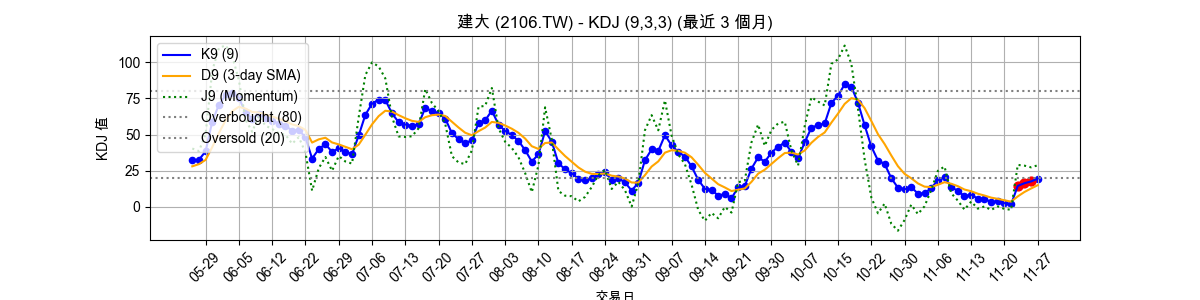 建大 (2106.TW) - KDJ (9,3,3) (最近 3 個月)
K9 (9)
D9 (3-day SMA)
J9 (Momentum)
Overbought (80)
Oversold (20)
KDJ 值
100
75
50
25
0
05-29 06-05 06-12 06-22 06-29 07-06 07-13 07-20 07-27 08-03 08-10 08-17 08-24 08-31 09-07 09-14 09-21 09-30 10-07 10-15 10-22 10-30 11-06 11-13 11-20 11-27
交易日